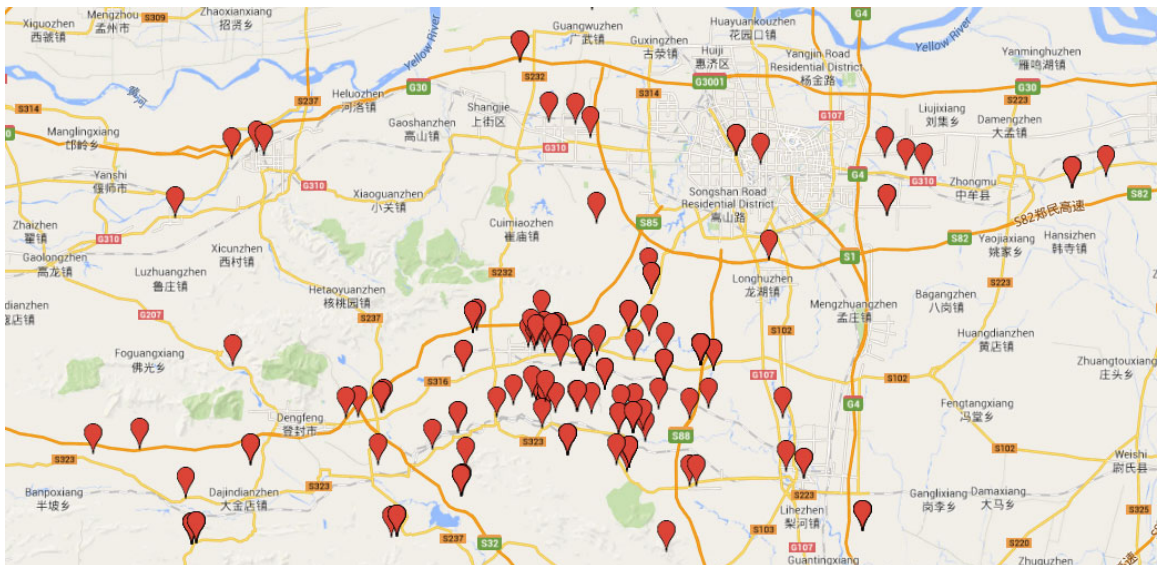 Mengzhou
孟州市
Zhaoxianxiang
招贤乡
S309
Xiguozhen
西虢镇
Guangwuzhen
广武镇
Huayuankouzhen
花园口镇
G4
Yellow River
Yellow River
Guxingzhen
古荥镇
Huiji
惠济区
Yangjin Road
Residential District
杨金路
Yanminghuzhen
雁鸣湖镇
S232
G3001
G30
G30
S314
S237
Heluozhen
河洛镇
黄河
Shangjie
上街区
S314
G107
S223
Liujixiang
刘集乡
Damengzhen
大孟镇
Manglingxiang
邙岭乡
Gaoshanzhen
高山镇
G310
G310
Yanshi
偃师市
G310
Zhongmu
中牟县
G4
Xiaoguanzhen
小关镇
Songshan Road
Residential District
嵩山路
S82
S82郑民高速
Zhaizhen
翟镇
Cuimiaozhen
崔庙镇
S85
G310
Xicunzhen
西村镇
S82
Yaojiaxiang
姚家乡
Hansizhen
韩寺镇
S1
Gaolongzhen
高龙镇
Luzhuangzhen
鲁庄镇
S232
Longhuzhen
龙湖镇
S223
Hetaoyuanzhen
核桃园镇
Bagangzhen
八岗镇
Mengzhuangzhen
孟庄镇
G207
S237
S102
Huangdianzhen
黄店镇
Foguangxiang
佛光乡
Zhuangtouxiang
庄头乡
S316
G107
S102
Fengtangxiang
冯堂乡
G4
Dengfeng
登封市
S323
S88
S102
Weishi
尉氏县
S323
S323
Banpoxiang
半坡乡
Dajindianzhen
大金店镇
S223
Ganglixiang
岗李乡
Damaxiang
大马乡
S325
Lihezhen
梨河镇
S237
S32
S103
G107
S220
Guantingxiang
Zhuquzhen